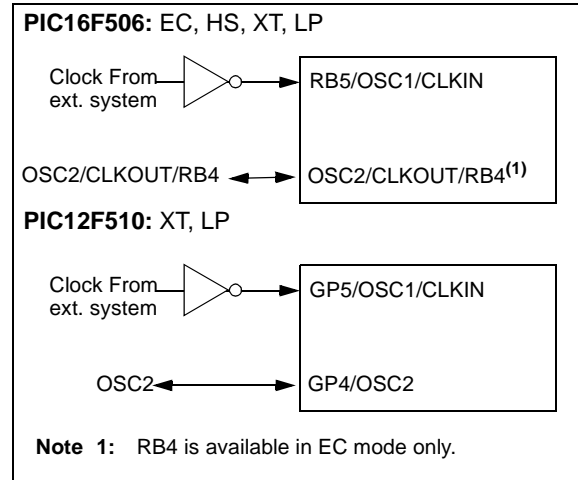 PIC16F506: EC, HS, XT, LP
Clock From
ext. system
RB5/OSC1/CLKIN
OSC2/CLKOUT/RB4
OSC2/CLKOUT/RB4(1)
PIC12F510: XT, LP
Clock From
ext. system
GP5/OSC1/CLKIN
OSC2
GP4/OSC2
Note 1: RB4 is available in EC mode only.